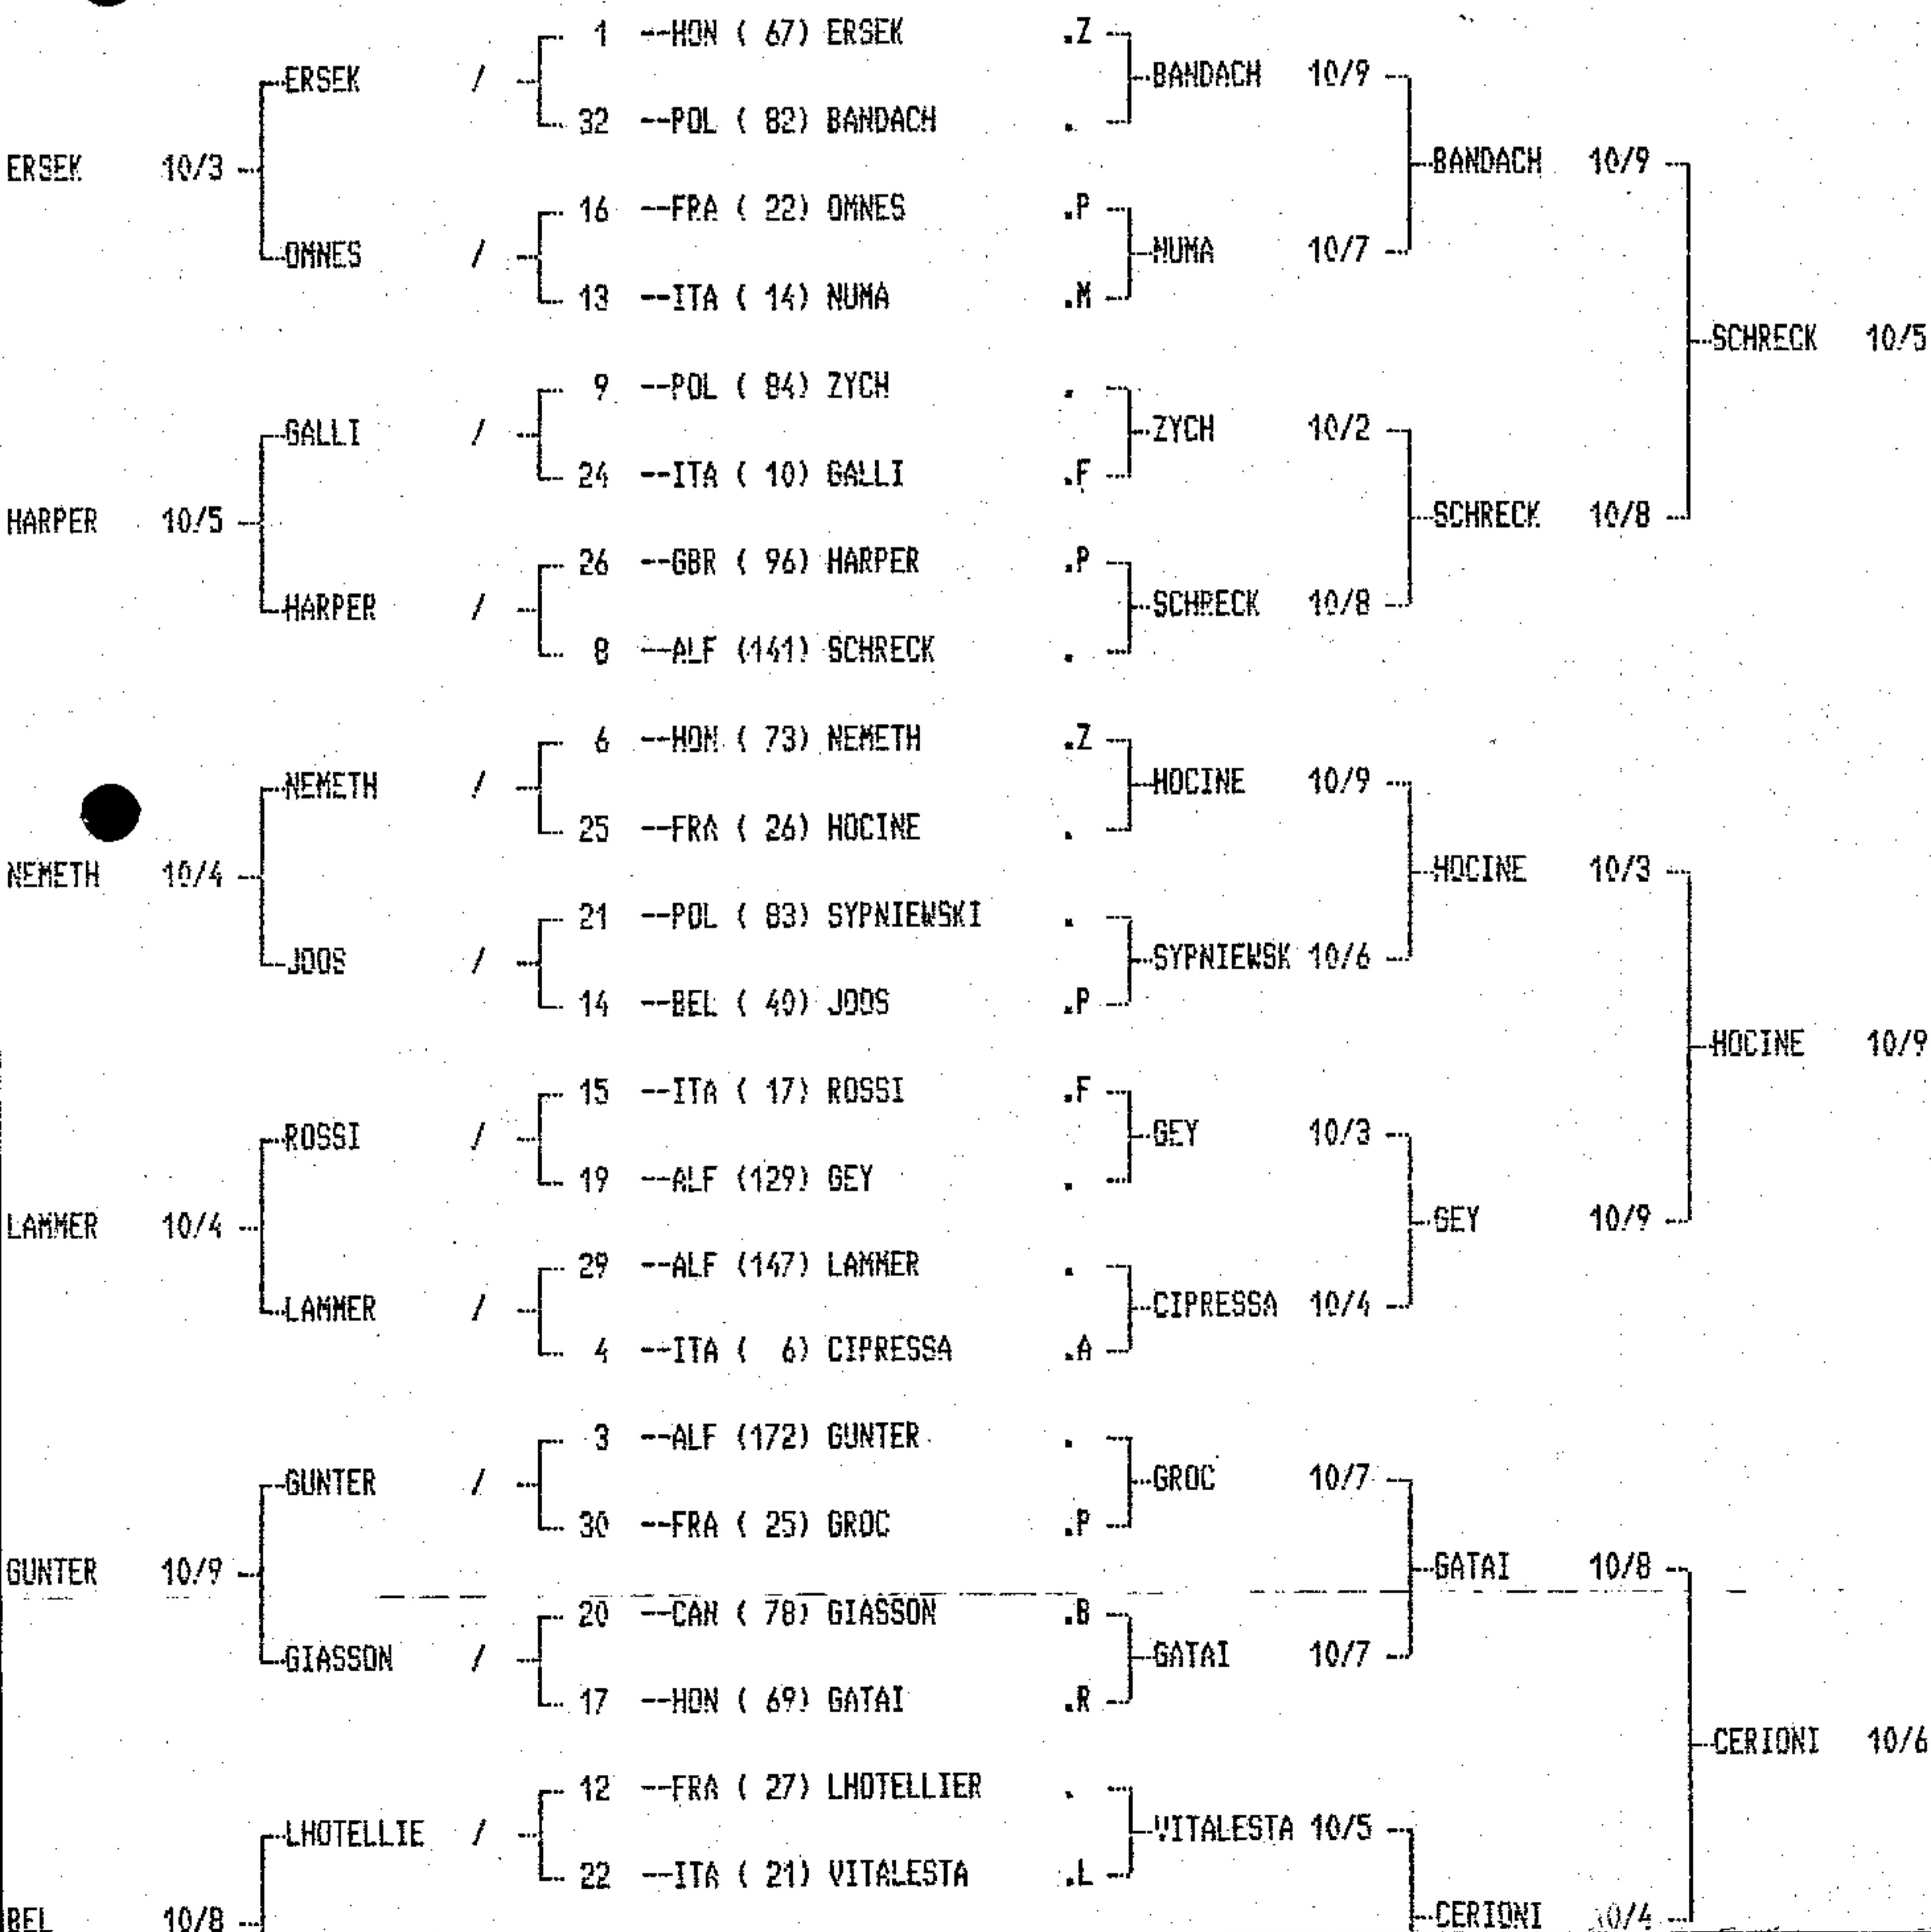 1 --HON ( 67) ERSEK .Z
ERSEK / BANDACH 10/9
32 --POL ( 82) BANDACH .
ERSEK 10/3 BANDACH 10/9
16 --FRA ( 22) OMNES .P
OMNES / NUMA 10/7
13 --ITA ( 14) NUMA .M
SCHRECK 10/5
9 --POL ( 84) ZYCH .
GALLI / ZYCH 10/2
24 --ITA ( 10) GALLI .F
HARPER 10/5 SCHRECK 10/8
26 --GBR ( 96) HARPER .P
HARPER / SCHRECK 10/8
8 --ALF (141) SCHRECK .
6 --HON ( 73) NEMETH .Z
NEMETH / HOCINE 10/9
25 --FRA ( 26) HOCINE .
NEMETH 10/4 HOCINE 10/3
21 --POL ( 83) SYPNIEWSKI .
JOOS / SYPNIEWSK 10/6
14 --BEL ( 40) JOOS .P
HOCINE 10/9
15 --ITA ( 17) ROSSI .F
ROSSI / GEY 10/3
19 --ALF (129) GEY .
LAMMER 10/4 GEY 10/9
29 --ALF (147) LAMMER .
LAMMER / CIPRESSA 10/4
4 --ITA ( 6) CIPRESSA .A
3 --ALF (172) GUNTER .
GUNTER / GROC 10/7
30 --FRA ( 25) GROC .P
GUNTER 10/9 GATAI 10/8
20 --CAN ( 78) GIASSON .B
GIASSON / GATAI 10/7
17 --HON ( 69) GATAI .R
CERIONI 10/6
12 --FRA ( 27) LHOTELLIER .
LHOTELLIE / VITALESTA 10/5
22 --ITA ( 21) VITALESTA .L
BEL 10/8 CERIONI 10/4